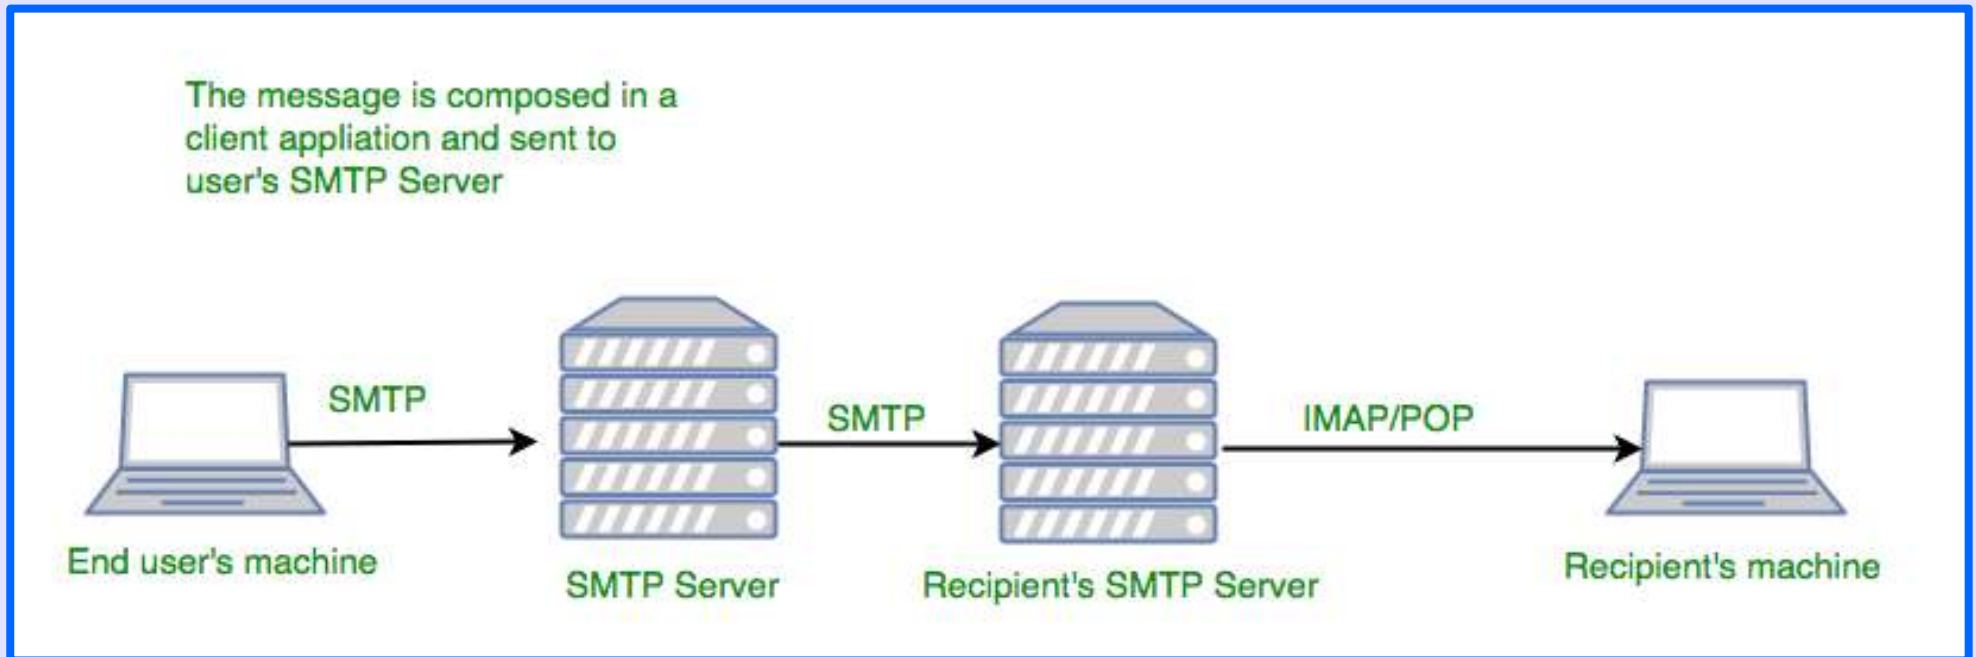 The message is composed in a
client appliation and sent to
user's SMTP Server
SMTP
SMTP
IMAP/POP
End user's machine
SMTP Server
Recipient's SMTP Server
Recipient's machine